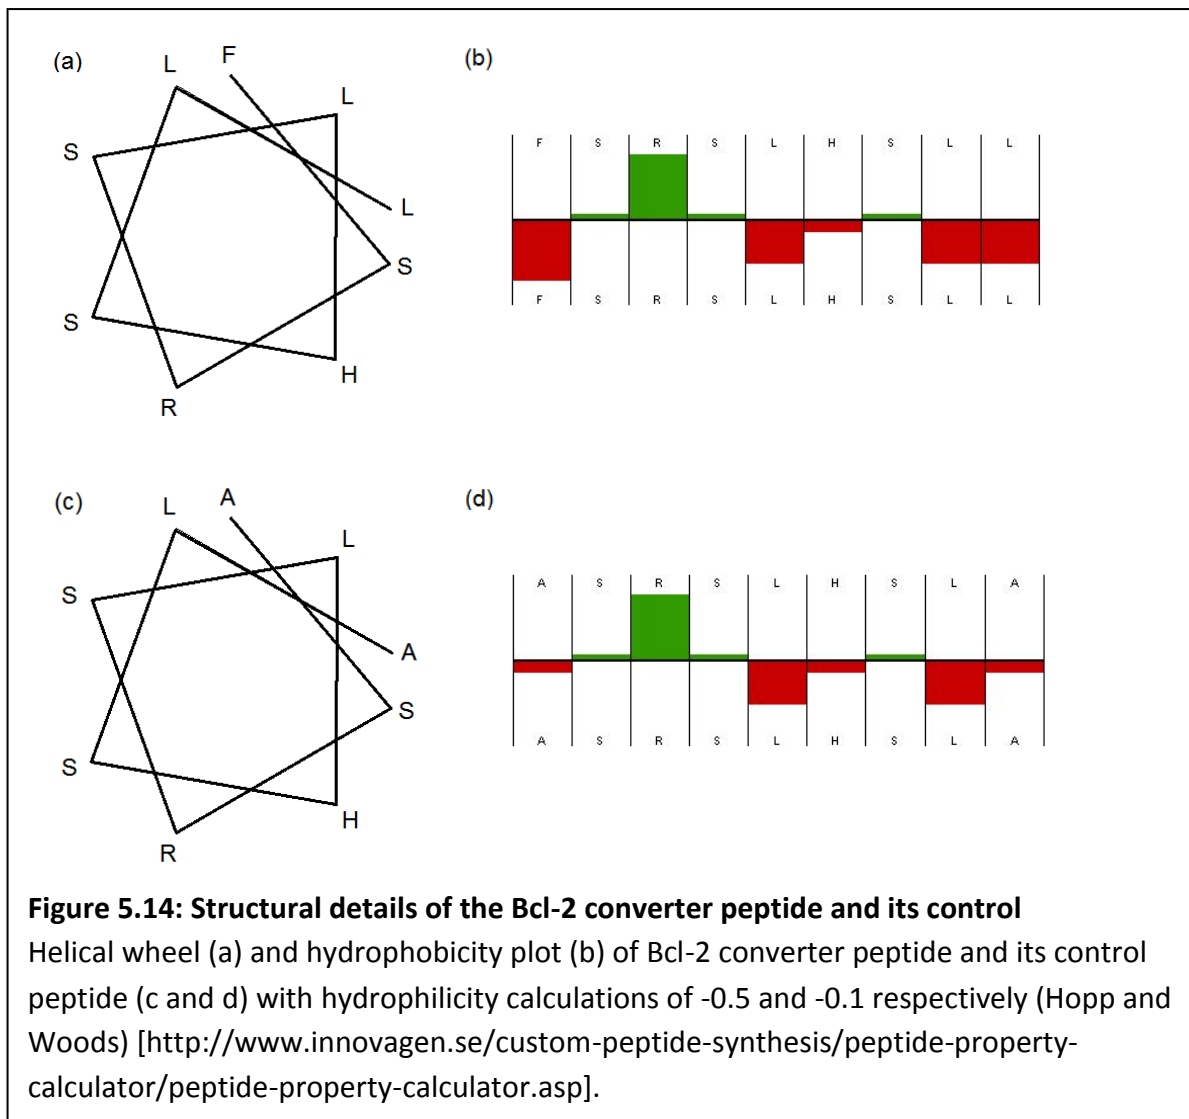 (a)
L F
L
S
L
S
S
H
R
(b)
F S R S L H S L L
F S R S L H S L L
(c)
L A
L
S
A
S
S
H
R
(d)
A S R S L H S L A
A S R S L H S L A
Figure 5.14: Structural details of the Bcl-2 converter peptide and its control
Helical wheel (a) and hydrophobicity plot (b) of Bcl-2 converter peptide and its control
peptide (c and d) with hydrophilicity calculations of -0.5 and -0.1 respectively (Hopp and
Woods) [http://www.innovagen.se/custom-peptide-synthesis/peptide-property-
calculator/peptide-property-calculator.asp].